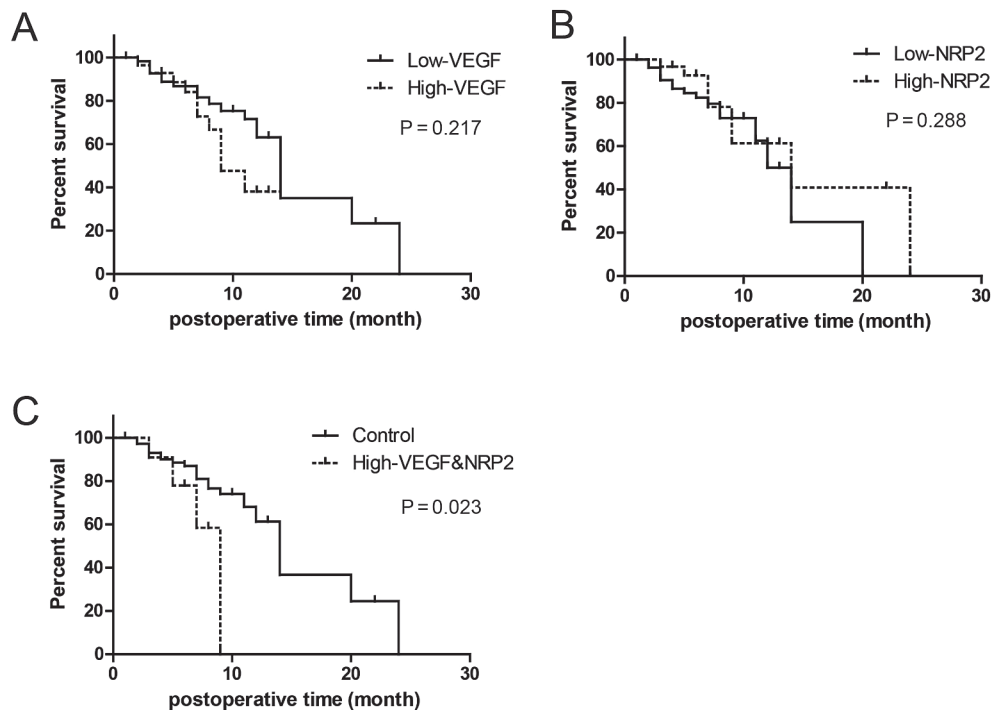 A
Percent survival
100
80
60
40
20
0
0 10 20 30
postoperative time (month)
Low-VEGF
High-VEGF
P = 0.217
B
Percent survival
100
80
60
40
20
0
0 10 20 30
postoperative time (month)
Low-NRP2
High-NRP2
P = 0.288
C
Percent survival
100
80
60
40
20
0
0 10 20 30
postoperative time (month)
Control
High-VEGF&NRP2
P = 0.023